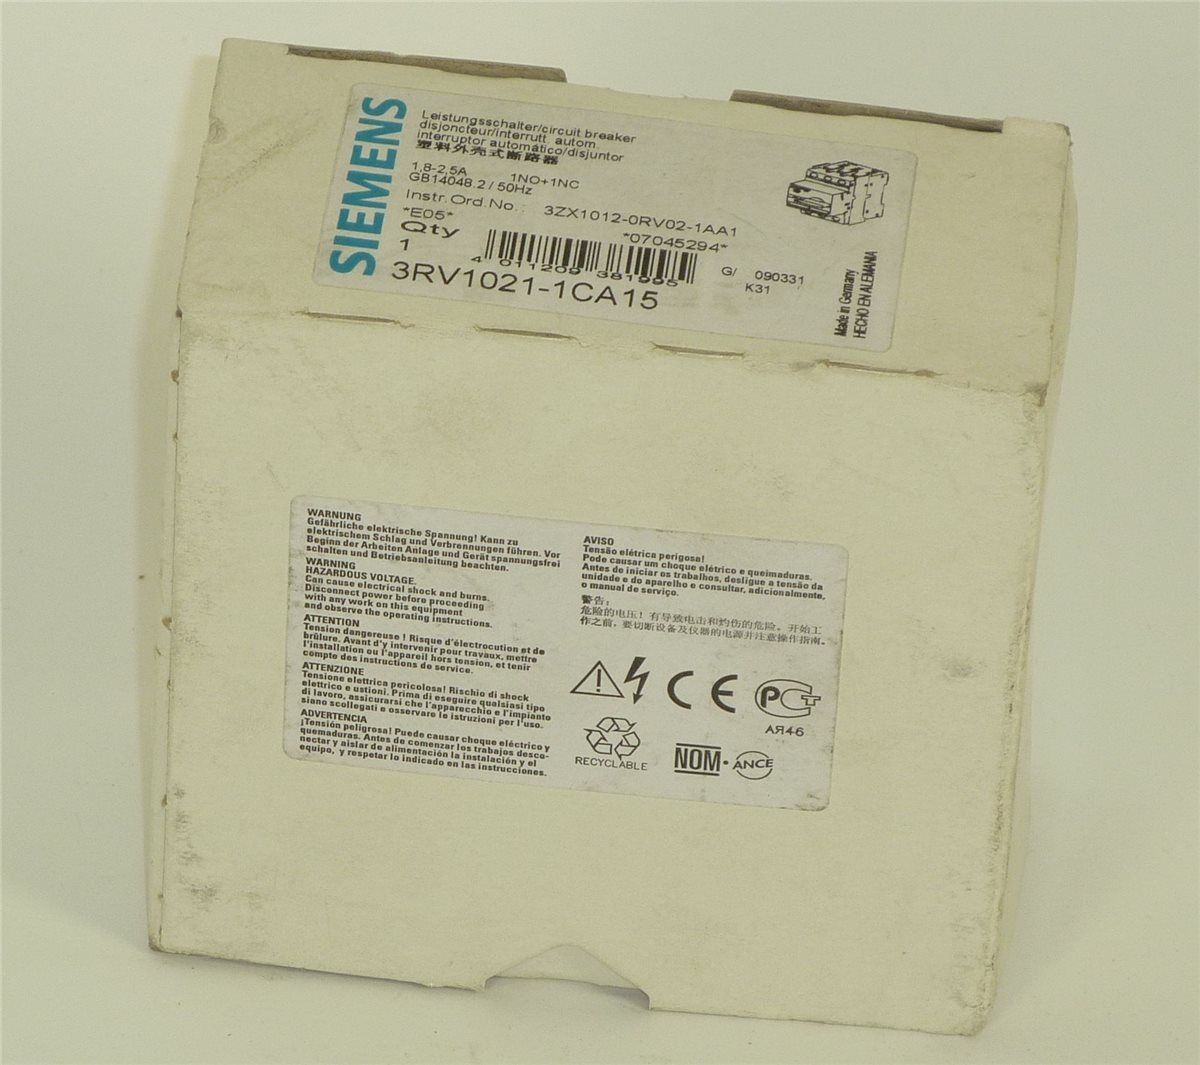 SIEMENS
Leistungsschalter/circuit breaker
disjoncteur/interrutt. autom.
interruptor automático/disjuntor
塑料外壳式断路器
1,8-2,5A 1NO+1NC
GB14048.2 / 50Hz
Instr. Ord. No.: 3ZX1012-0RV02-1AA1
*E05* *07045294*
Qty
1
4 011209 381995
G/ 090331
K31
3RV1021-1CA15
Made in Germany
HECHO EN ALEMANIA
WARNUNG
Gefährliche elektrische Spannung! Kann zu
elektrischem Schlag und Verbrennungen führen. Vor
Beginn der Arbeiten Anlage und Gerät spannungsfrei
schalten und Betriebsanleitung beachten.
WARNING
HAZARDOUS VOLTAGE.
Can cause electrical shock and burns.
Disconnect power before proceeding
with any work on this equipment
and observe the operating instructions.
ATTENTION
Tension dangereuse ! Risque d'électrocution et de
brûlure. Avant d'y intervenir pour travaux, mettre
l'installation ou l'appareil hors tension, et tenir
compte des instructions de service.
ATTENZIONE
Tensione elettrica pericolosa! Rischio di shock
elettrico e ustioni. Prima di eseguire qualsiasi tipo
di lavoro, assicurarsi che l'apparecchio e l'impianto
siano scollegati e osservare le istruzioni per l'uso.
ADVERTENCIA
¡Tensión peligrosa! Puede causar choque eléctrico y
quemaduras. Antes de comenzar los trabajos desco-
nectar y aislar de alimentación la instalación y el
equipo, y respetar lo indicado en las instrucciones.
AVISO
Tensão elétrica perigosa!
Pode causar um choque elétrico e queimaduras.
Antes de iniciar os trabalhos, desligue a tensão da
unidade e do aparelho e consultar, adicionalmente,
o manual de serviço.
警告:
危险的电压! 有导致电击和灼伤的危险。开始工
作之前, 要切断设备及仪器的电源并注意操作指南。
CE
PCT
АЯ46
RECYCLABLE
NOM·ANCE